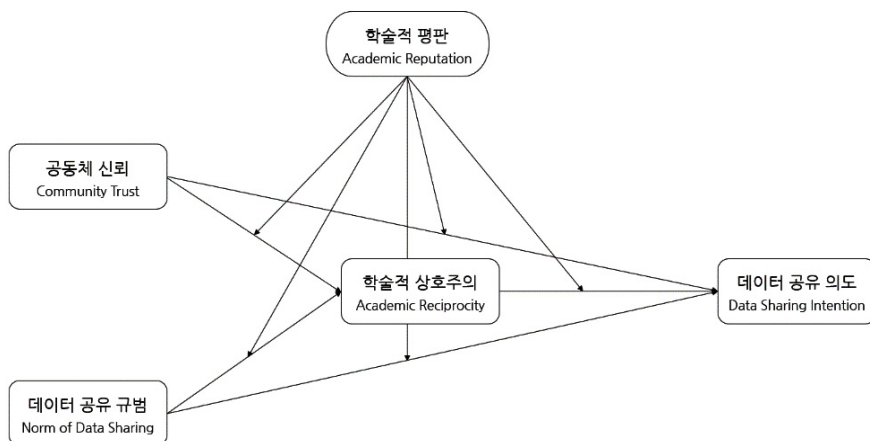 학술적 평판
Academic Reputation
공동체 신뢰
Community Trust
학술적 상호주의
Academic Reciprocity
데이터 공유 의도
Data Sharing Intention
데이터 공유 규범
Norm of Data Sharing